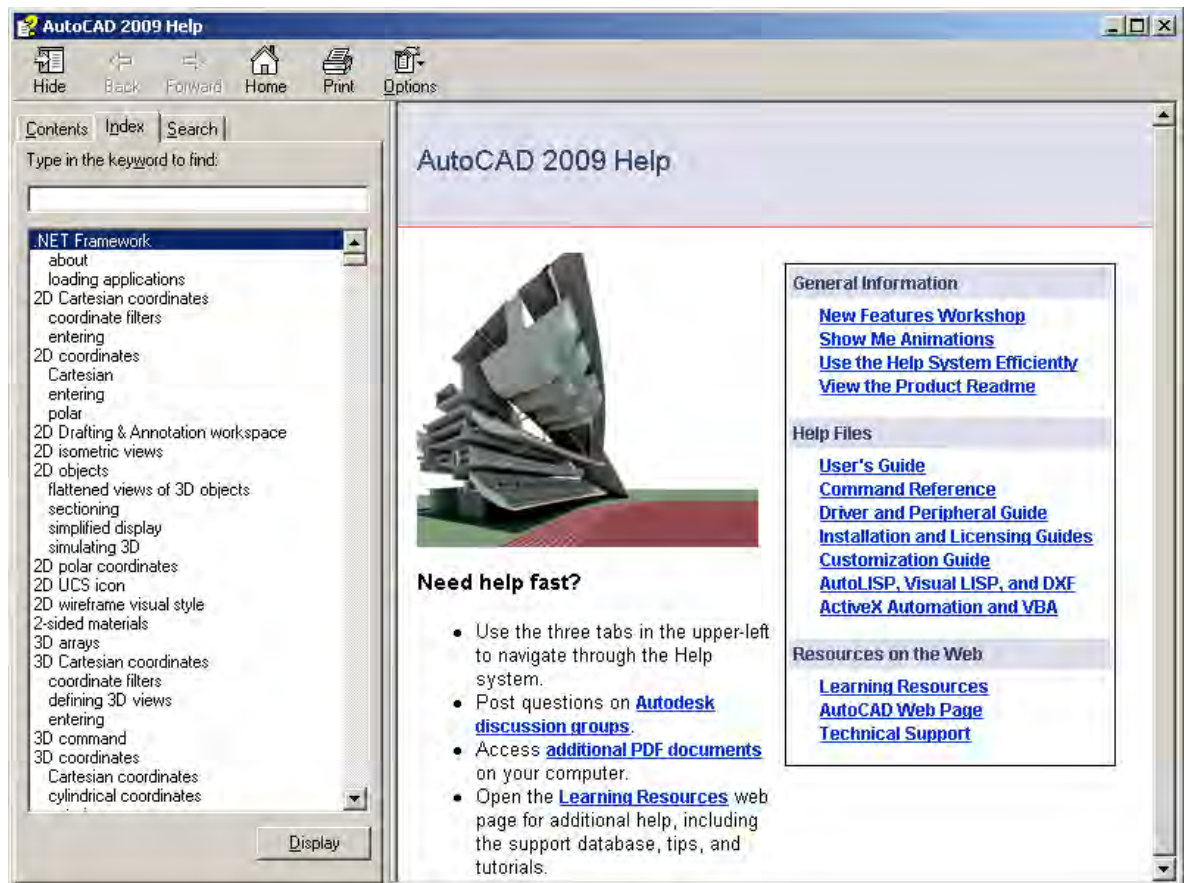 AutoCAD 2009 Help
Hide Back Forward Home Print Options
Contents Index Search
Type in the keyword to find:
.NET Framework
about
loading applications
2D Cartesian coordinates
coordinate filters
entering
2D coordinates
Cartesian
entering
polar
2D Drafting & Annotation workspace
2D isometric views
2D objects
flattened views of 3D objects
sectioning
simplified display
simulating 3D
2D polar coordinates
2D UCS icon
2D wireframe visual style
2-sided materials
3D arrays
3D Cartesian coordinates
coordinate filters
defining 3D views
entering
3D command
3D coordinates
Cartesian coordinates
cylindrical coordinates
Display
AutoCAD 2009 Help
Need help fast?
Use the three tabs in the upper-left
to navigate through the Help
system.
Post questions on Autodesk
discussion groups.
Access additional PDF documents
on your computer.
Open the Learning Resources web
page for additional help, including
the support database, tips, and
tutorials.
General Information
New Features Workshop
Show Me Animations
Use the Help System Efficiently
View the Product Readme
Help Files
User's Guide
Command Reference
Driver and Peripheral Guide
Installation and Licensing Guides
Customization Guide
AutoLISP, Visual LISP, and DXF
ActiveX Automation and VBA
Resources on the Web
Learning Resources
AutoCAD Web Page
Technical Support